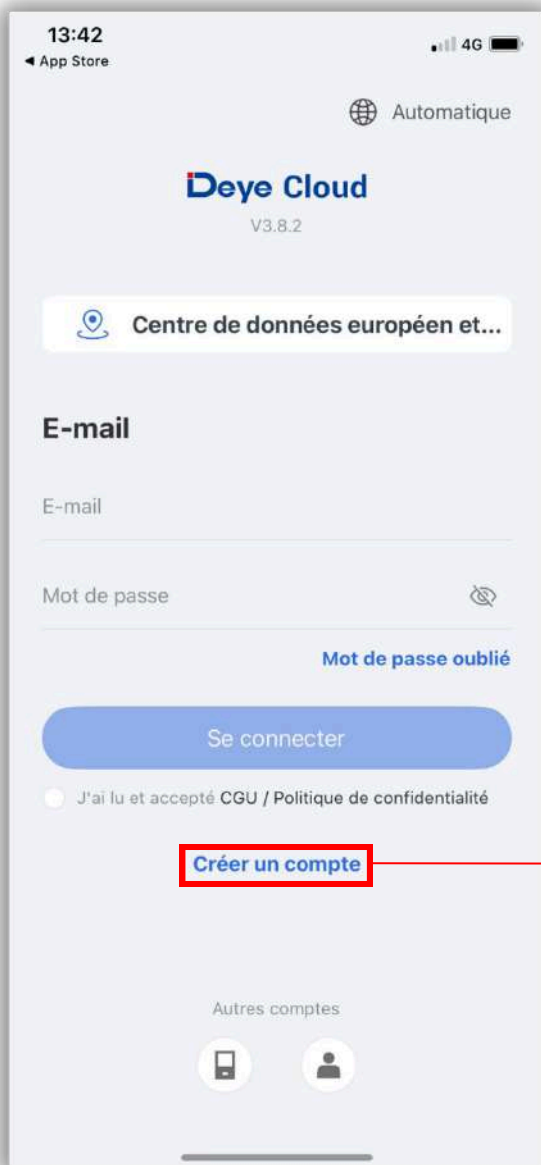 13:42
4G
◀ App Store
Automatique
Deye Cloud
V3.8.2
Centre de données européen et...
E-mail
E-mail
Mot de passe
Mot de passe oublié
Se connecter
J'ai lu et accepté CGU / Politique de confidentialité
Créer un compte
Autres comptes